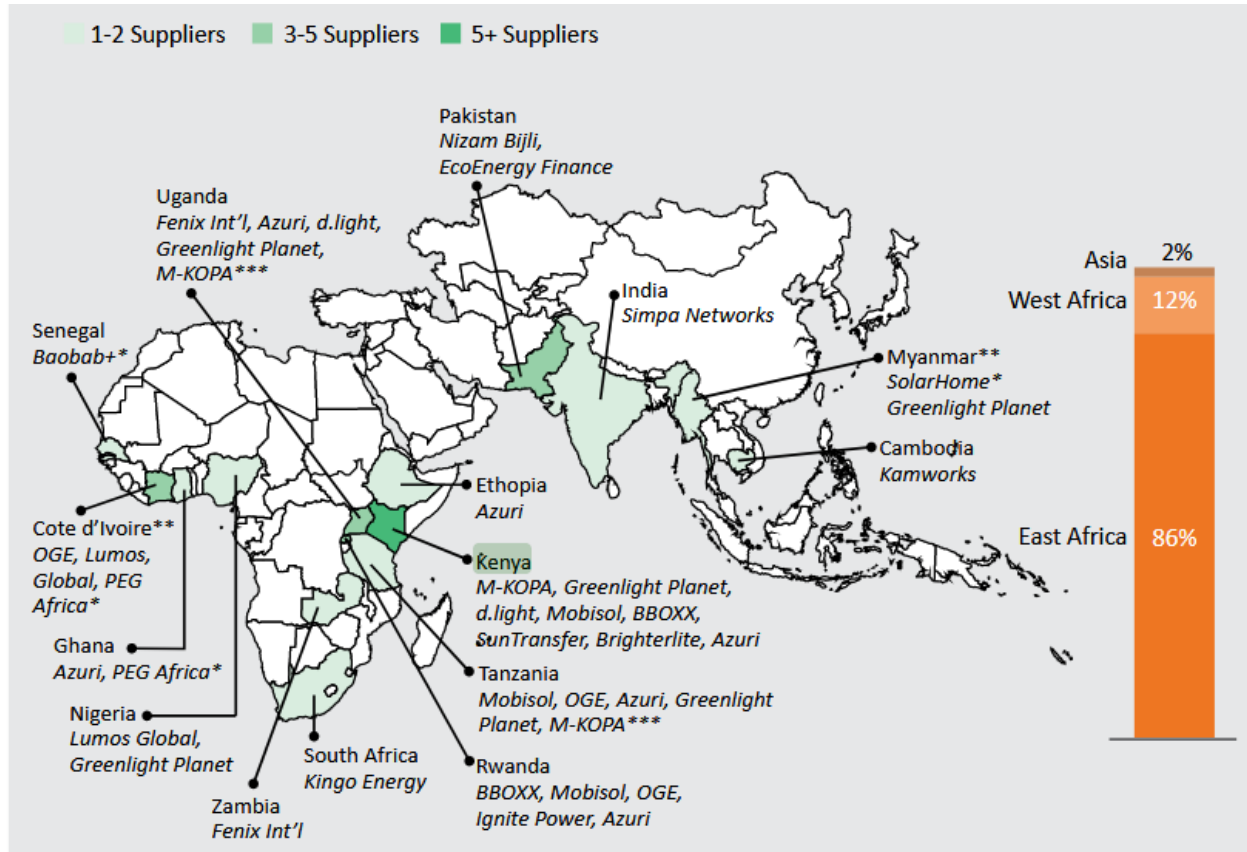 1-2 Suppliers
3-5 Suppliers
5+ Suppliers
Pakistan
Nizam Bijli,
EcoEnergy Finance
Uganda
Fenix Int’l, Azuri, d.light,
Greenlight Planet,
M-KOPA***
India
Simpa Networks
Senegal
Baobab+*
Myanmar**
SolarHome*
Greenlight Planet
Cambodia
Kamworks
Ethopia
Azuri
Cote d’Ivoire**
OGE, Lumos,
Global, PEG
Africa*
Kenya
M-KOPA, Greenlight Planet,
d.light, Mobisol, BBOXX,
SunTransfer, Brighterlite, Azuri
Ghana
Azuri, PEG Africa*
Tanzania
Mobisol, OGE, Azuri, Greenlight
Planet, M-KOPA***
Nigeria
Lumos Global,
Greenlight Planet
South Africa
Kingo Energy
Rwanda
BBOXX, Mobisol, OGE,
Ignite Power, Azuri
Zambia
Fenix Int’l
Asia 2%
West Africa 12%
East Africa 86%